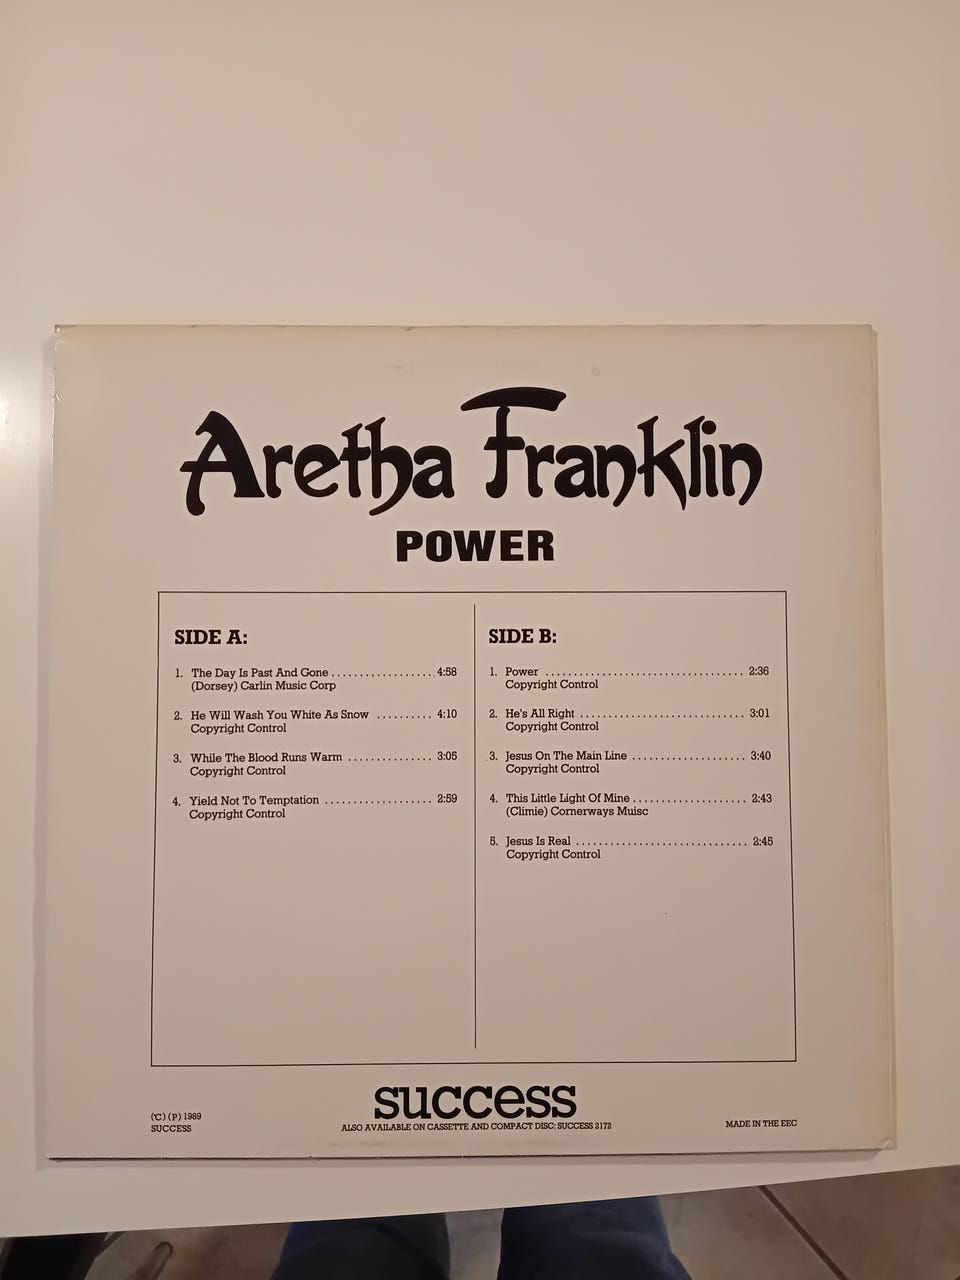 Aretha Franklin
POWER
SIDE A:
1. The Day Is Past And Gone .................. 4:58
(Dorsey) Carlin Music Corp
2. He Will Wash You White As Snow .......... 4:10
Copyright Control
3. While The Blood Runs Warm ............... 3:05
Copyright Control
4. Yield Not To Temptation ................... 2:59
Copyright Control
SIDE B:
1. Power ................................... 2:36
Copyright Control
2. He's All Right ............................. 3:01
Copyright Control
3. Jesus On The Main Line .................... 3:40
Copyright Control
4. This Little Light Of Mine .................... 2:43
(Climie) Cornerways Muisc
5. Jesus Is Real .............................. 2:45
Copyright Control
success
ALSO AVAILABLE ON CASSETTE AND COMPACT DISC: SUCCESS 2172
(C) (P) 1989
SUCCESS
MADE IN THE EEC